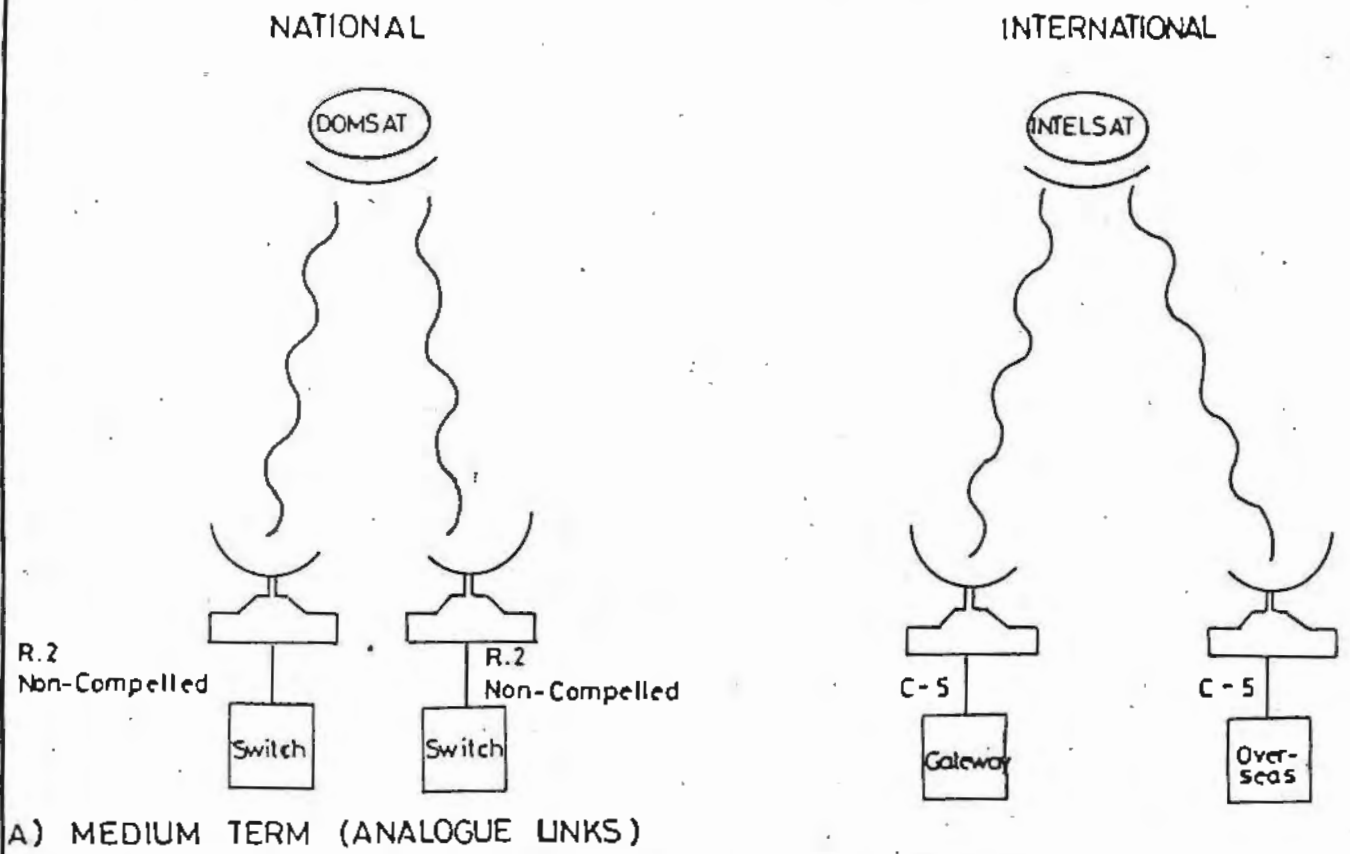 NATIONAL
INTERNATIONAL
DOMSAT
INTELSAT
R.2
Non-Compelled
R.2
Non-Compelled
C-5
C-5
Switch
Switch
Gateway
Over-
seas
A) MEDIUM TERM (ANALOGUE LINKS)